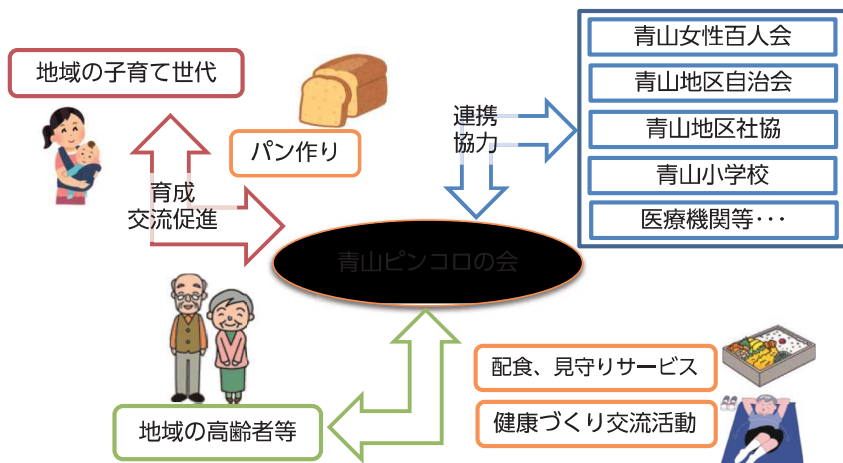 地域の子育て世代
パン作り
育成
交流促進
連携
協力
青山女性百人会
青山地区自治会
青山地区社協
青山小学校
医療機関等･･･
青山ピンコロの会
地域の高齢者等
配食、見守りサービス
健康づくり交流活動